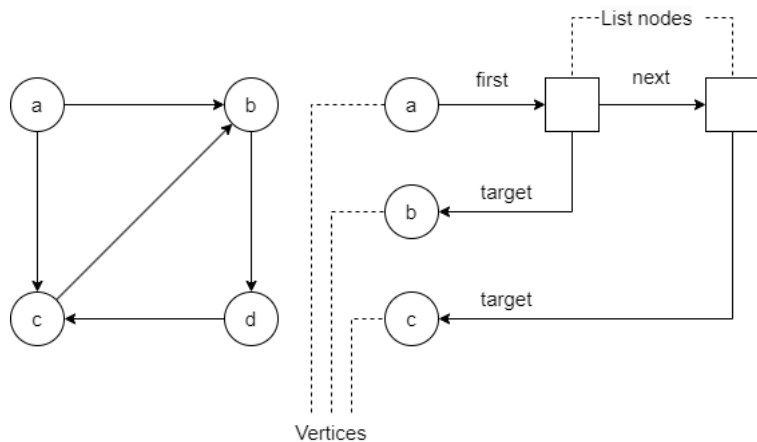 List nodes
a
b
a
first
next
b
target
c
d
c
target
Vertices